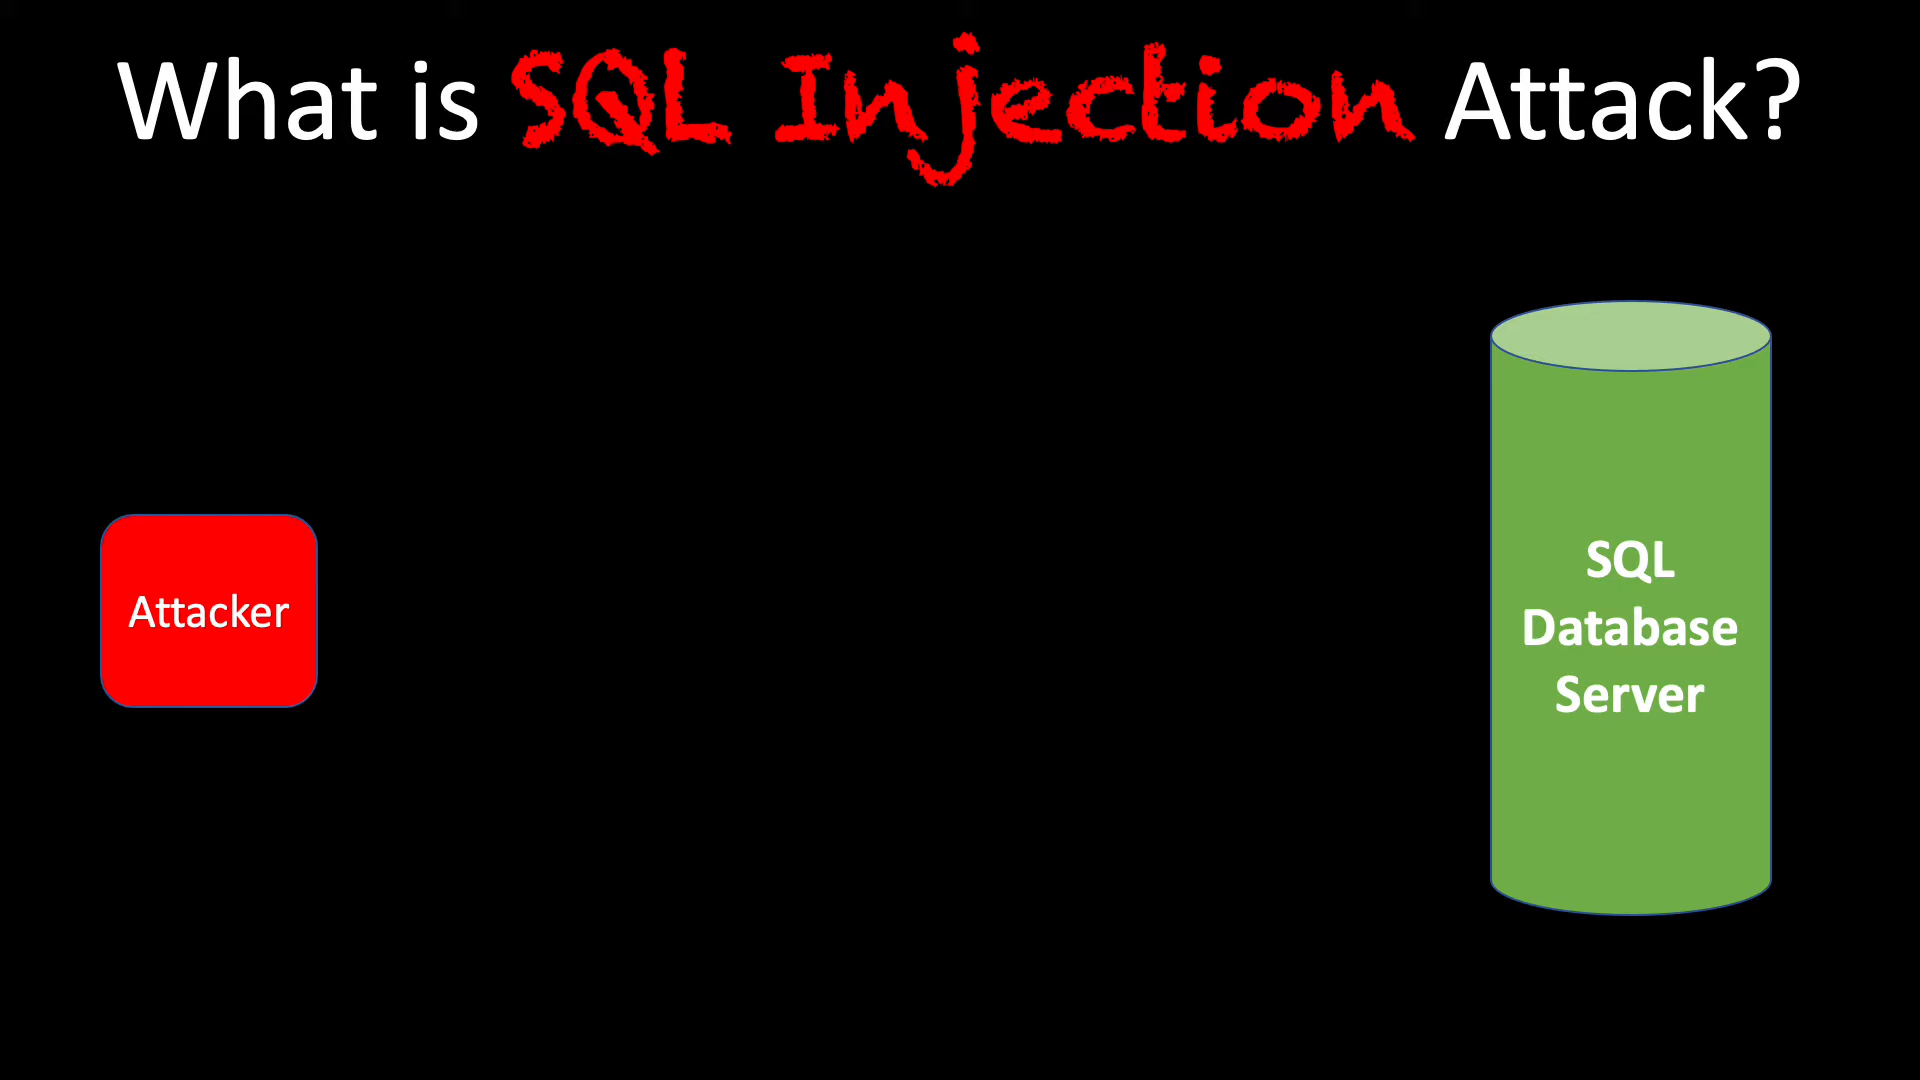 What is SQL Injection Attack?
Attacker
SQL
Database
Server